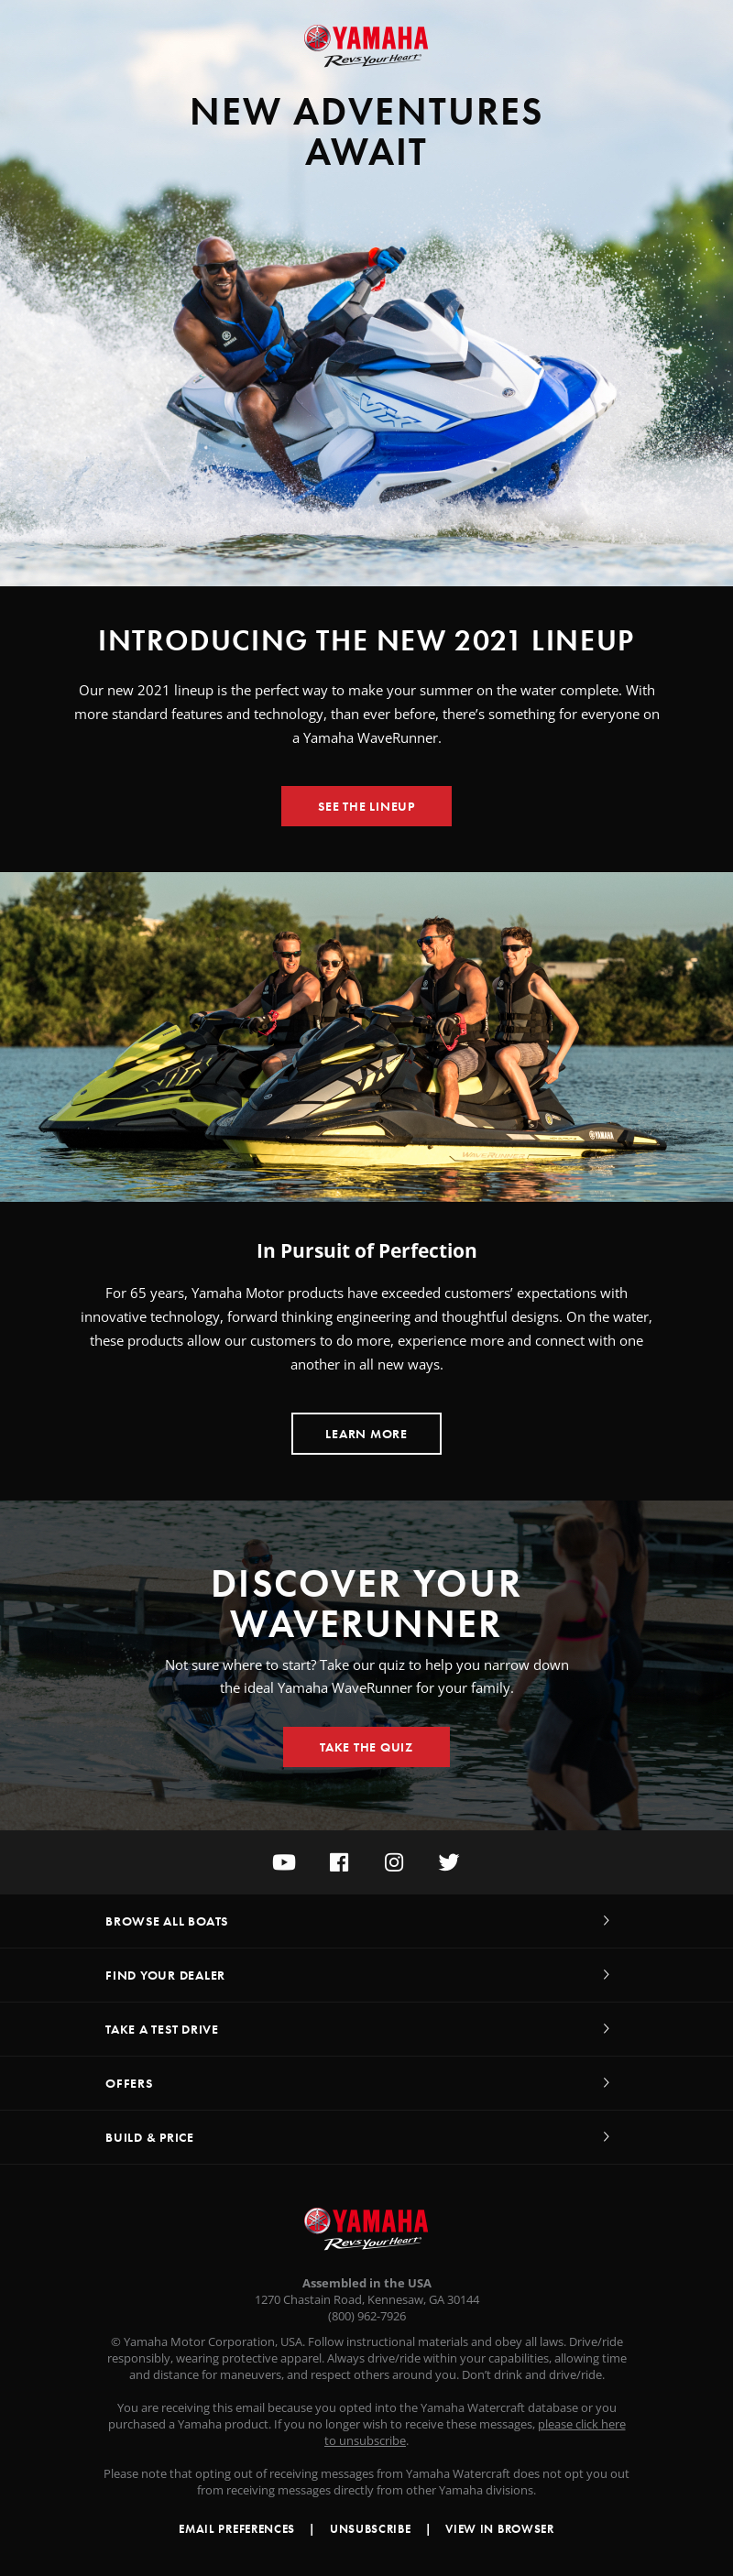 YAMAHA
Revs Your Heart
NEW ADVENTURES
AWAIT
VX
INTRODUCING THE NEW 2021 LINEUP
Our new 2021 lineup is the perfect way to make your summer on the water complete. With
more standard features and technology, than ever before, there’s something for everyone on
a Yamaha WaveRunner.
SEE THE LINEUP
VX
YAMAHA
WAVERUNNER
In Pursuit of Perfection
For 65 years, Yamaha Motor products have exceeded customers’ expectations with
innovative technology, forward thinking engineering and thoughtful designs. On the water,
these products allow our customers to do more, experience more and connect with one
another in all new ways.
LEARN MORE
DISCOVER YOUR
WAVERUNNER
Not sure where to start? Take our quiz to help you narrow down
the ideal Yamaha WaveRunner for your family.
TAKE THE QUIZ
BROWSE ALL BOATS
FIND YOUR DEALER
TAKE A TEST DRIVE
OFFERS
BUILD & PRICE
YAMAHA
Revs Your Heart
Assembled in the USA
1270 Chastain Road, Kennesaw, GA 30144
(800) 962-7926
© Yamaha Motor Corporation, USA. Follow instructional materials and obey all laws. Drive/ride
responsibly, wearing protective apparel. Always drive/ride within your capabilities, allowing time
and distance for maneuvers, and respect others around you. Don’t drink and drive/ride.
You are receiving this email because you opted into the Yamaha Watercraft database or you
purchased a Yamaha product. If you no longer wish to receive these messages, please click here
to unsubscribe.
Please note that opting out of receiving messages from Yamaha Watercraft does not opt you out
from receiving messages directly from other Yamaha divisions.
EMAIL PREFERENCES | UNSUBSCRIBE | VIEW IN BROWSER